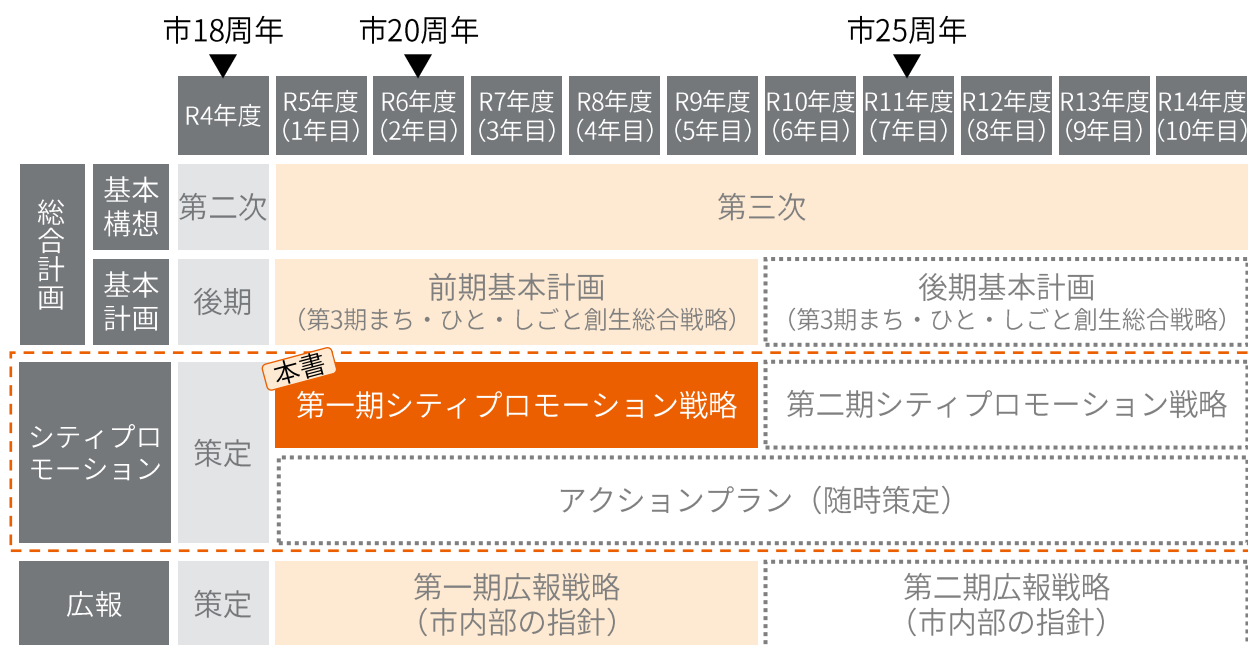 市18周年
市20周年
市25周年
R4年度
R5年度
(1年目)
R6年度
(2年目)
R7年度
(3年目)
R8年度
(4年目)
R9年度
(5年目)
R10年度
(6年目)
R11年度
(7年目)
R12年度
(8年目)
R13年度
(9年目)
R14年度
(10年目)
総合計画
基本
構想
第二次
第三次
基本
計画
後期
前期基本計画
(第3期まち・ひと・しごと創生総合戦略)
後期基本計画
(第3期まち・ひと・しごと創生総合戦略)
シティプロ
モーション
策定
本書
第一期シティプロモーション戦略
第二期シティプロモーション戦略
アクションプラン(随時策定)
広報
策定
第一期広報戦略
(市内部の指針)
第二期広報戦略
(市内部の指針)